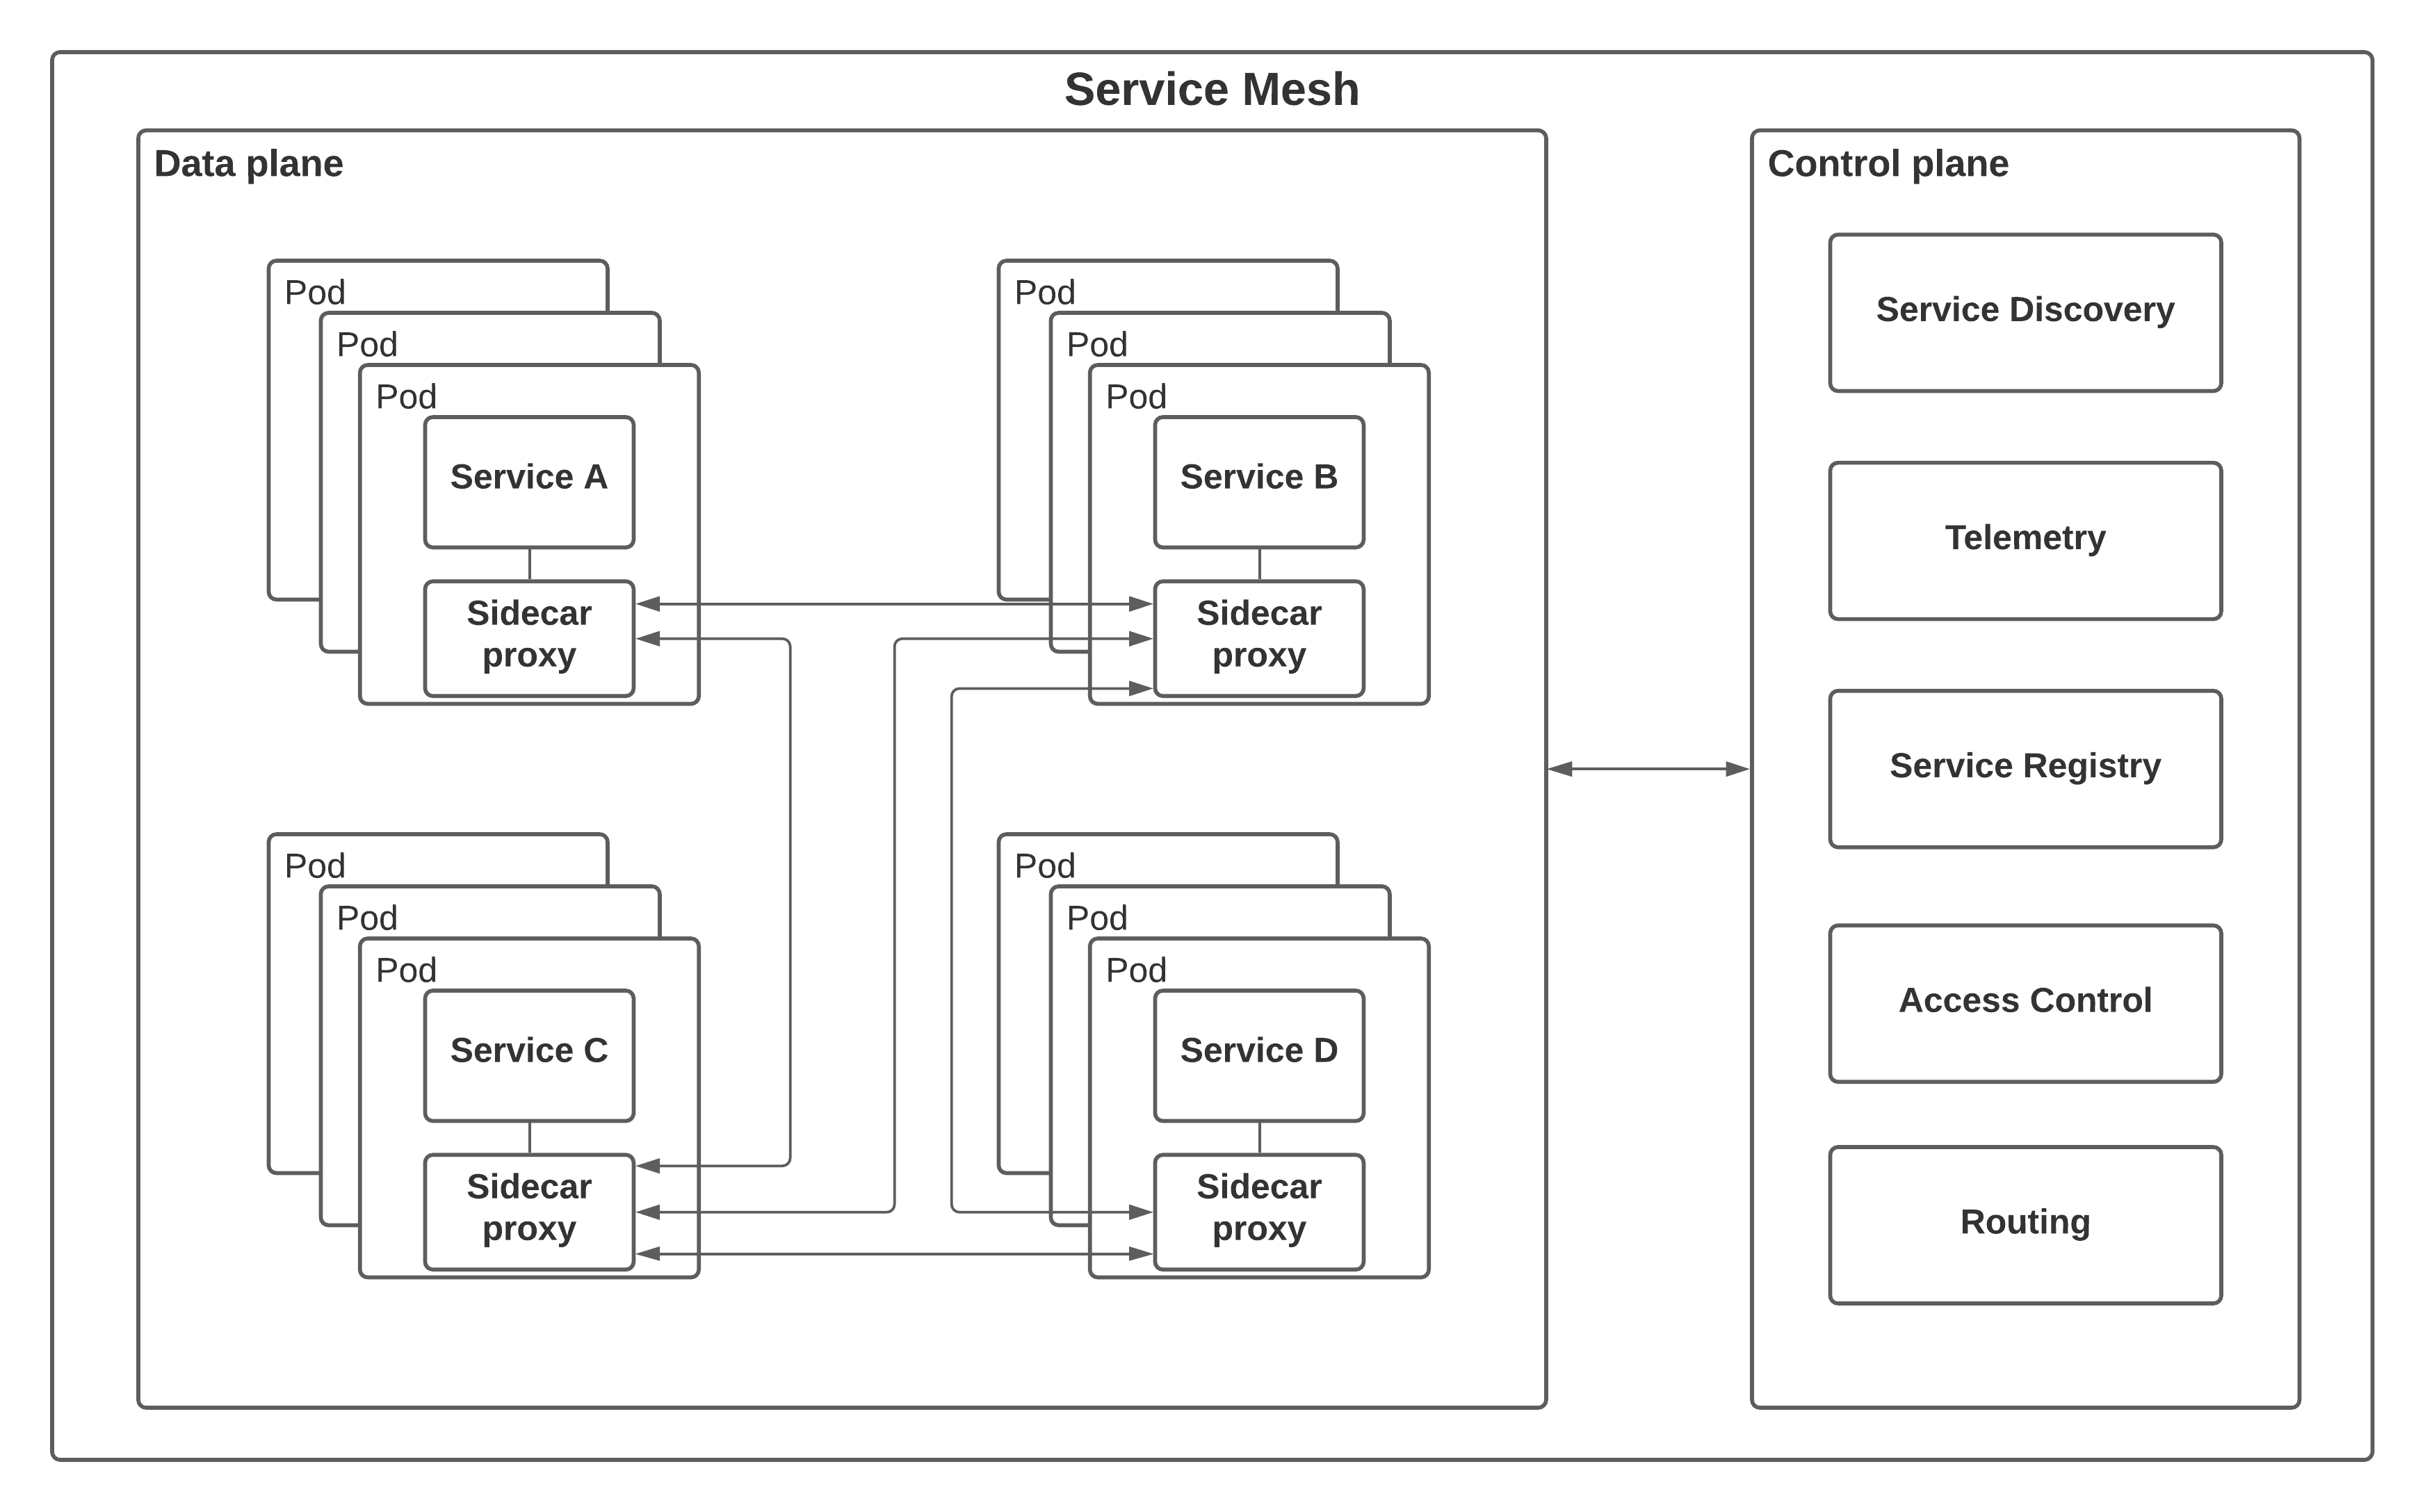 Service Mesh
Data plane
Pod
Pod
Pod
Service A
Sidecar
proxy
Pod
Pod
Pod
Service B
Sidecar
proxy
Pod
Pod
Pod
Service C
Sidecar
proxy
Pod
Pod
Pod
Service D
Sidecar
proxy
Control plane
Service Discovery
Telemetry
Service Registry
Access Control
Routing